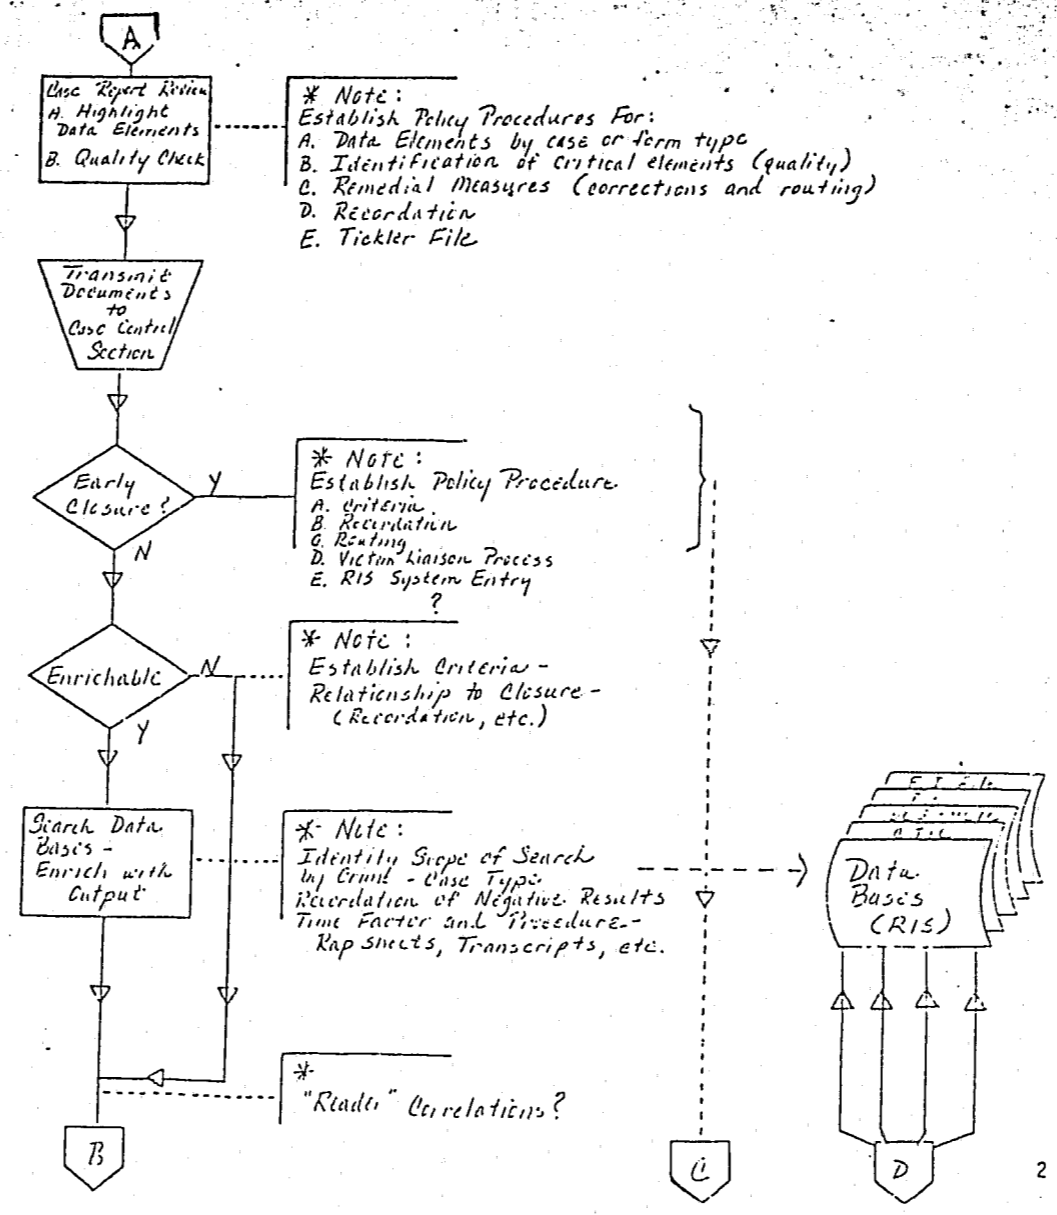 A
Case Report Review
A. Highlight
Data Elements
B. Quality Check
* Note:
Establish Policy Procedures For:
A. Data Elements by case or form type
B. Identification of critical elements (quality)
C. Remedial Measures (corrections and routing)
D. Recordation
E. Tickler File
Transmit
Documents
to
Case Control
Section
Early
Closure?
Y
N
* Note:
Establish Policy Procedure
A. Criteria
B. Recordation
C. Routing
D. Victim Liaison Process
E. RIS System Entry
?
Enrichable
N
Y
* Note:
Establish Criteria -
Relationship to Closure -
(Recordation, etc.)
Search Data
Bases -
Enrich with
Output
* Note:
Identify Scope of Search
by Crime - Case Type
Recordation of Negative Results
Time Factor and Procedure -
Rap sheets, Transcripts, etc.
Data
Bases
(RIS)
*
"Reader" Correlations?
B
C
D
2